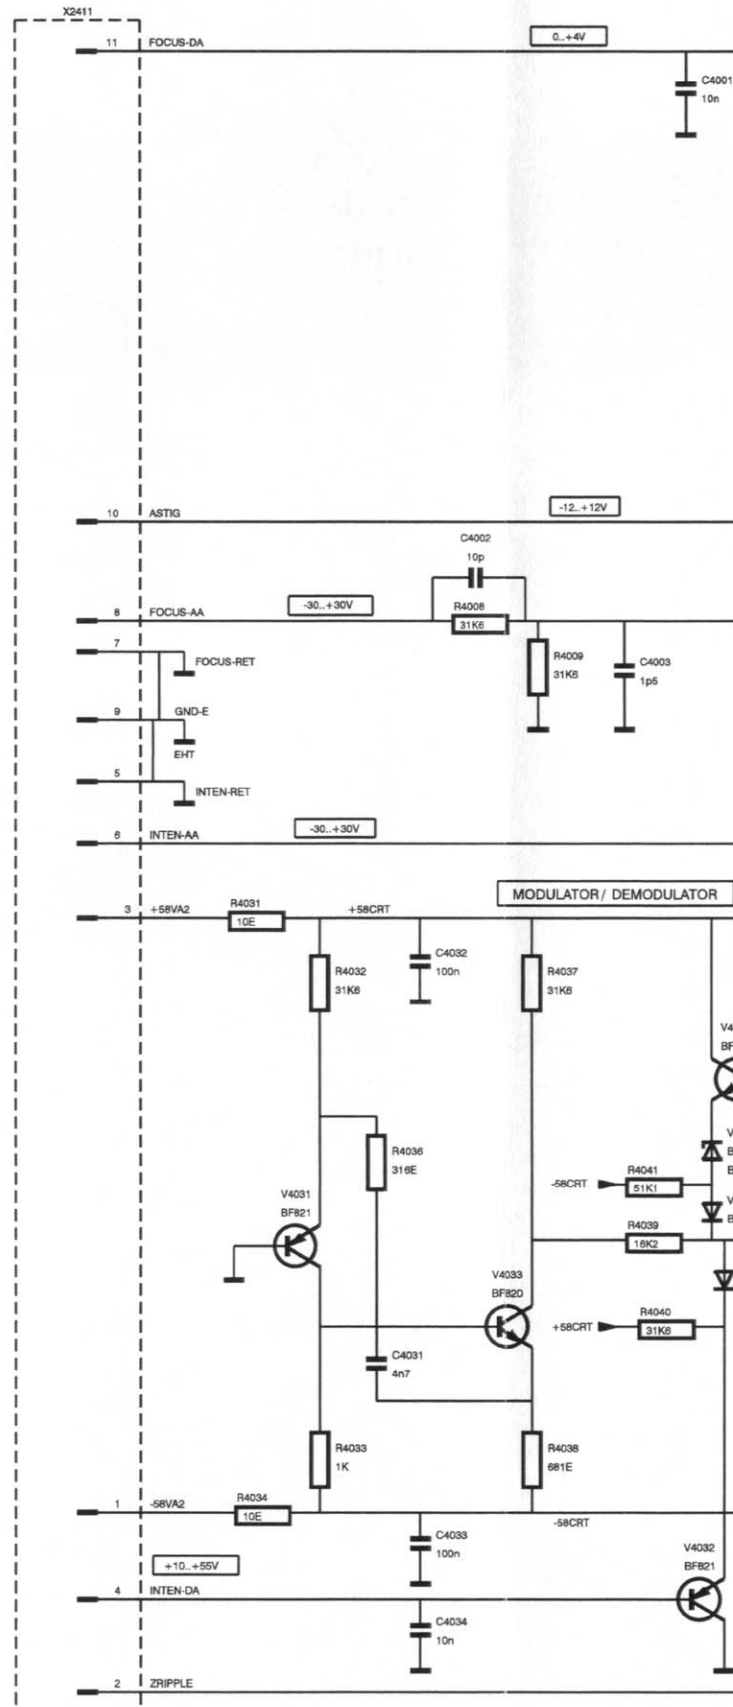 X2411
11 FOCUS-DA 0..+4V
C4001
10n
10 ASTIG -12..+12V
C4002
10p
8 FOCUS-AA -30..+30V
R4008
31K6
7
FOCUS-RET
R4009
31K6
C4003
1p5
9 GND-E
EHT
5
INTEN-RET
6 INTEN-AA -30..+30V
MODULATOR / DEMODULATOR
3 +58VA2
R4031
10E
+58CRT
R4032
31K6
C4032
100n
R4037
31K6
V4
BF
R4036
316E
V
B
B
-58CRT
R4041
51K1
V4031
BF821
V
B
R4039
16K2
V4033
BF820
+58CRT
R4040
31K6
C4031
4n7
R4033
1K
R4038
681E
1 -58VA2
R4034
10E
-58CRT
C4033
100n
+10..+55V
V4032
BF821
4 INTEN-DA
C4034
10n
2 ZRIPPLE